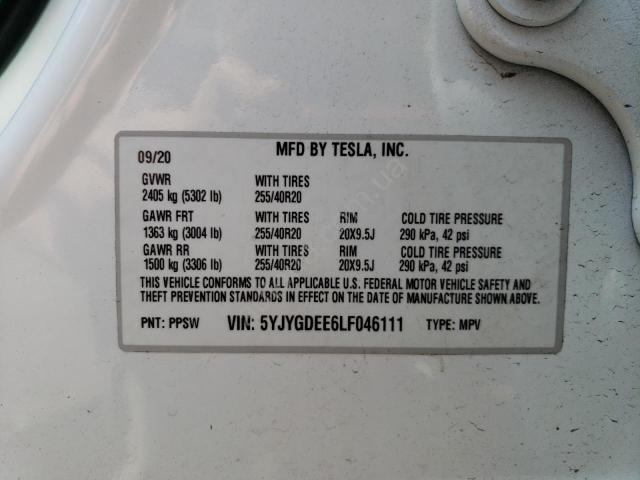 MFD BY TESLA, INC.
09/20
GVWR WITH TIRES
2405 kg (5302 lb) 255/40R20
GAWR FRT WITH TIRES RIM COLD TIRE PRESSURE
1363 kg (3004 lb) 255/40R20 20X9.5J 290 kPa, 42 psi
GAWR RR WITH TIRES RIM COLD TIRE PRESSURE
1500 kg (3306 lb) 255/40R20 20X9.5J 290 kPa, 42 psi
THIS VEHICLE CONFORMS TO ALL APPLICABLE U.S. FEDERAL MOTOR VEHICLE SAFETY AND
THEFT PREVENTION STANDARDS IN EFFECT ON THE DATE OF MANUFACTURE SHOWN ABOVE.
PNT: PPSW VIN: 5YJYGDEE6LF046111 TYPE: MPV